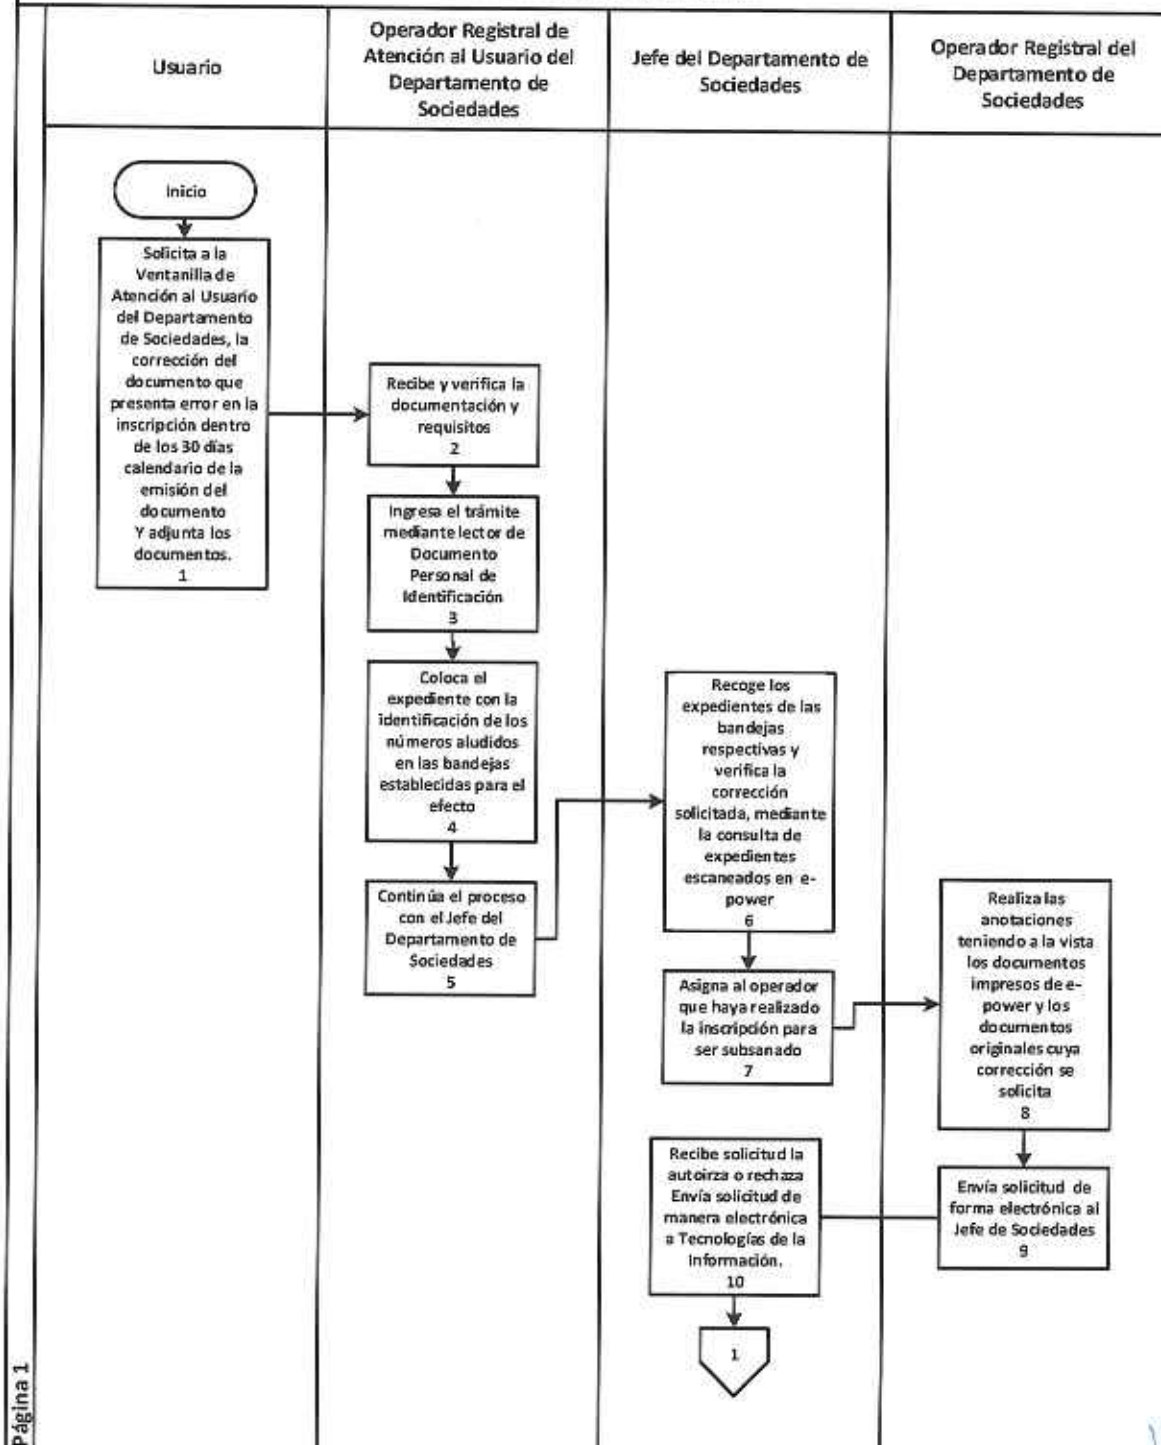 Usuario
Operador Registral de
Atención al Usuario del
Departamento de
Sociedades
Jefe del Departamento de
Sociedades
Operador Registral del
Departamento de
Sociedades
Inicio
Solicita a la
Ventanilla de
Atención al Usuario
del Departamento
de Sociedades, la
corrección del
documento que
presenta error en la
inscripción dentro
de los 30 días
calendario de la
emisión del
documento
Y adjunta los
documentos.
1
Recibe y verifica la
documentación y
requisitos
2
Ingresa el trámite
mediante lector de
Documento
Personal de
Identificación
3
Coloca el
expediente con la
identificación de los
números aludidos
en las bandejas
establecidas para el
efecto
4
Continúa el proceso
con el Jefe del
Departamento de
Sociedades
5
Recoge los
expedientes de las
bandejas
respectivas y
verifica la
corrección
solicitada, mediante
la consulta de
expedientes
escaneados en e-
power
6
Asigna al operador
que haya realizado
la inscripción para
ser subsanado
7
Realiza las
anotaciones
teniendo a la vista
los documentos
impresos de e-
power y los
documentos
originales cuya
corrección se
solicita
8
Envía solicitud de
forma electrónica al
Jefe de Sociedades
9
Recibe solicitud la
autoirza o rechaza
Envía solicitud de
manera electrónica
a Tecnologías de la
Información.
10
1
Página 1